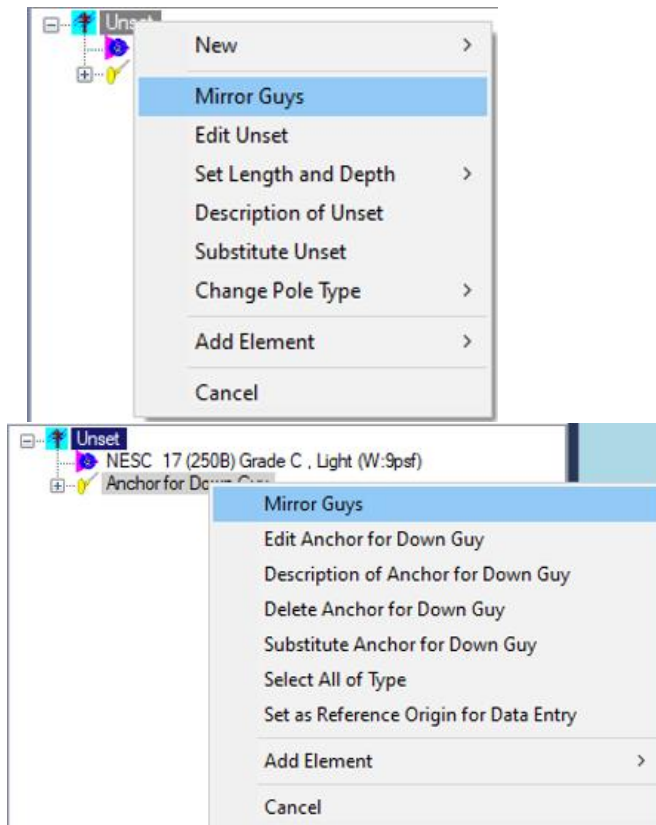 Unset
New
Mirror Guys
Edit Unset
Set Length and Depth
Description of Unset
Substitute Unset
Change Pole Type
Add Element
Cancel
Unset
NESC 17 (250B) Grade C , Light (W:9psf)
Anchor for Down Guy
Mirror Guys
Edit Anchor for Down Guy
Description of Anchor for Down Guy
Delete Anchor for Down Guy
Substitute Anchor for Down Guy
Select All of Type
Set as Reference Origin for Data Entry
Add Element
Cancel